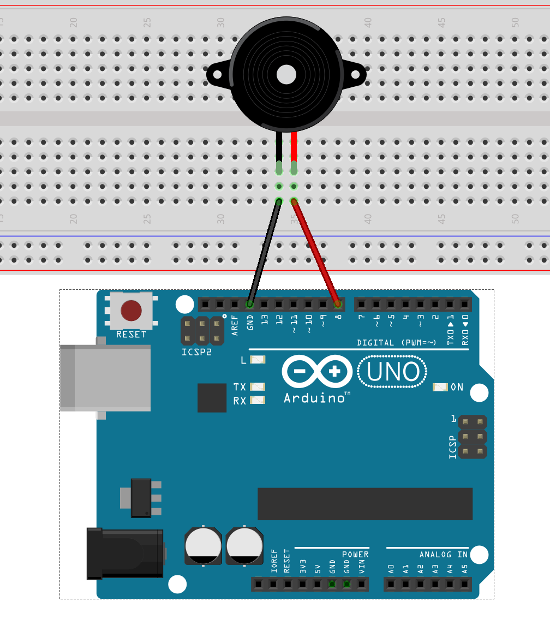 20 25 30 35 40 45 50
20 25 30 35 40 45 50
RESET
ICSP2
AREF
GND
13
12
~11
~10
~9
8
7
~6
~5
4
~3
2
TX0▶1
RX0◀0
DIGITAL (PWM=~)
L
TX
RX
UNO
Arduino™
ON
1
ICSP
POWER
ANALOG IN
IOREF
RESET
3V3
5V
GND
GND
VIN
A0
A1
A2
A3
A4
A5